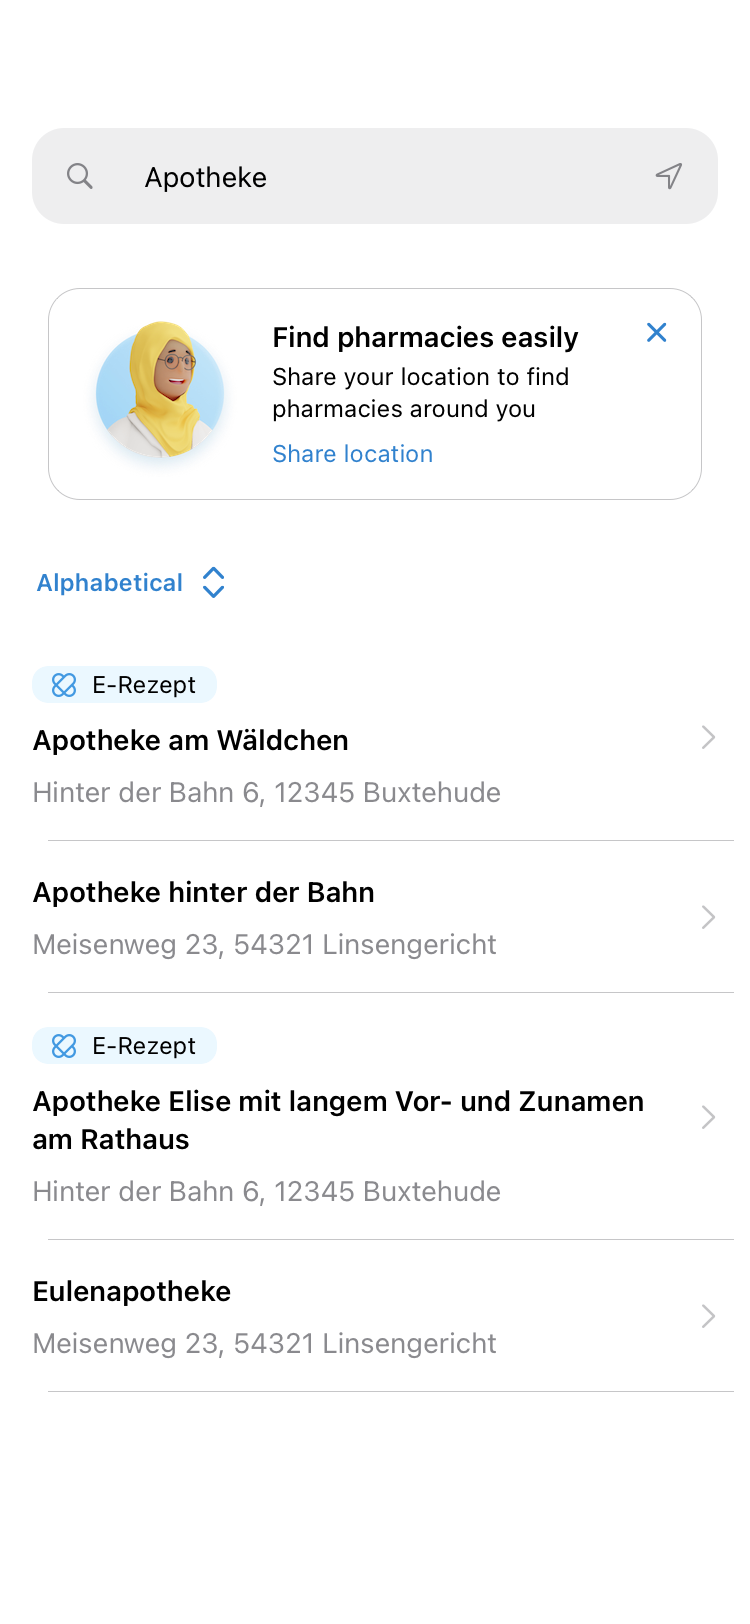 Apotheke
Find pharmacies easily
Share your location to find
pharmacies around you
Share location
Alphabetical
E-Rezept
Apotheke am Wäldchen
Hinter der Bahn 6, 12345 Buxtehude
Apotheke hinter der Bahn
Meisenweg 23, 54321 Linsengericht
E-Rezept
Apotheke Elise mit langem Vor- und Zunamen
am Rathaus
Hinter der Bahn 6, 12345 Buxtehude
Eulenapotheke
Meisenweg 23, 54321 Linsengericht